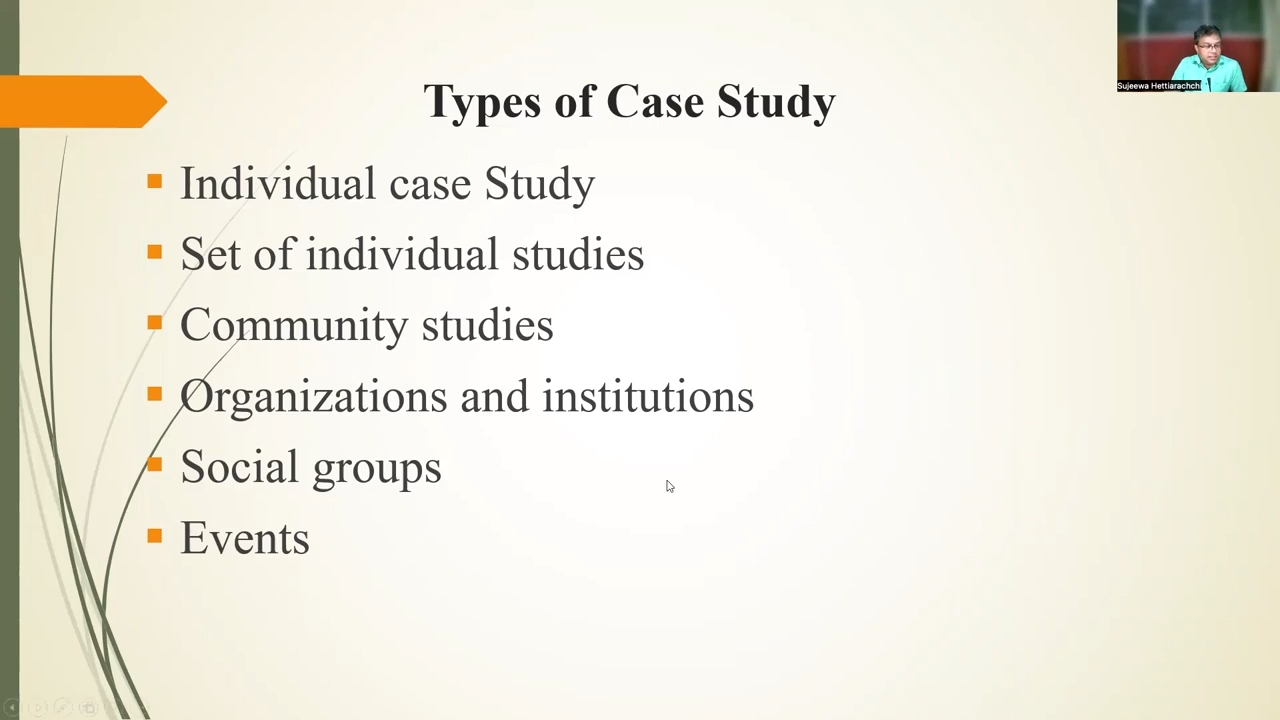 Sujeewa Hettiarachchi
Types of Case Study
Individual case Study
Set of individual studies
Community studies
Organizations and institutions
Social groups
Events